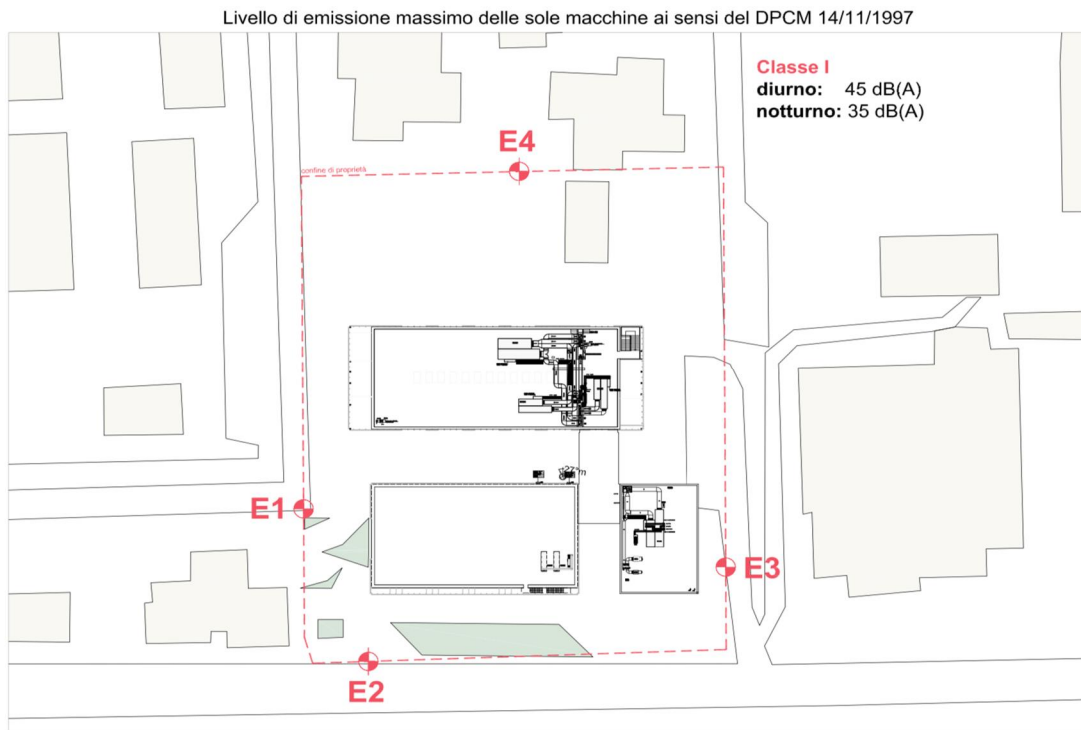 Livello di emissione massimo delle sole macchine ai sensi del DPCM 14/11/1997
Classe I
diurno: 45 dB(A)
notturno: 35 dB(A)
E4
confine di proprietà
E1
E3
E2